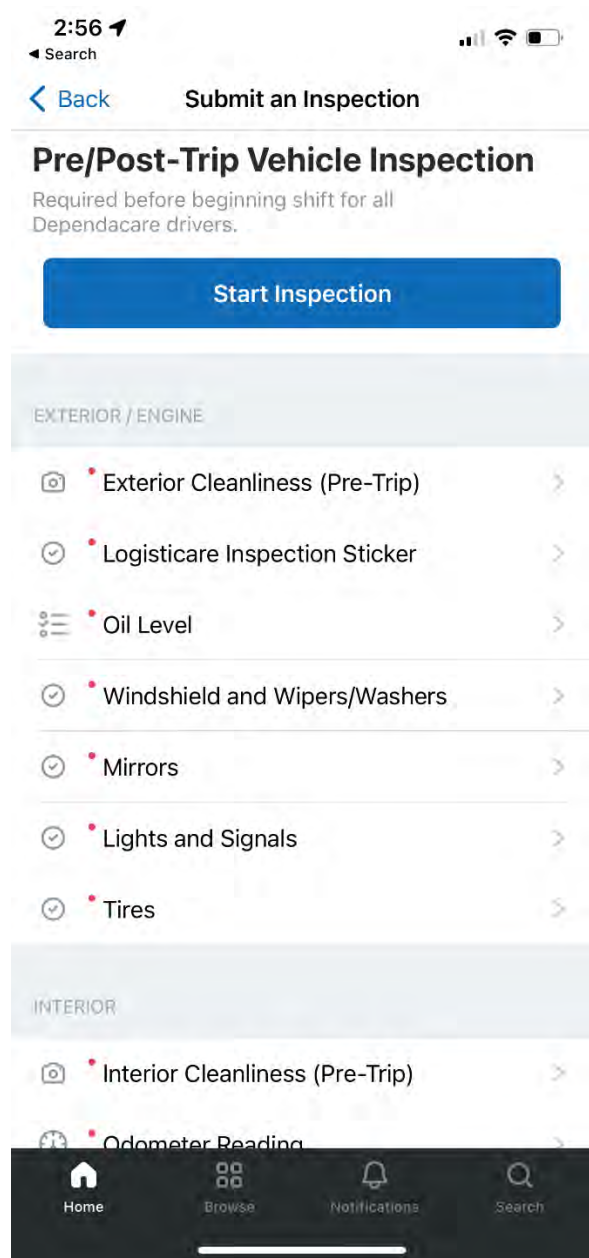 2:56
Search
Back
Submit an Inspection
Pre/Post-Trip Vehicle Inspection
Required before beginning shift for all
Dependacare drivers.
Start Inspection
EXTERIOR / ENGINE
Exterior Cleanliness (Pre-Trip)
Logisticare Inspection Sticker
Oil Level
Windshield and Wipers/Washers
Mirrors
Lights and Signals
Tires
INTERIOR
Interior Cleanliness (Pre-Trip)
Odometer Reading
Home Browse Notifications Search